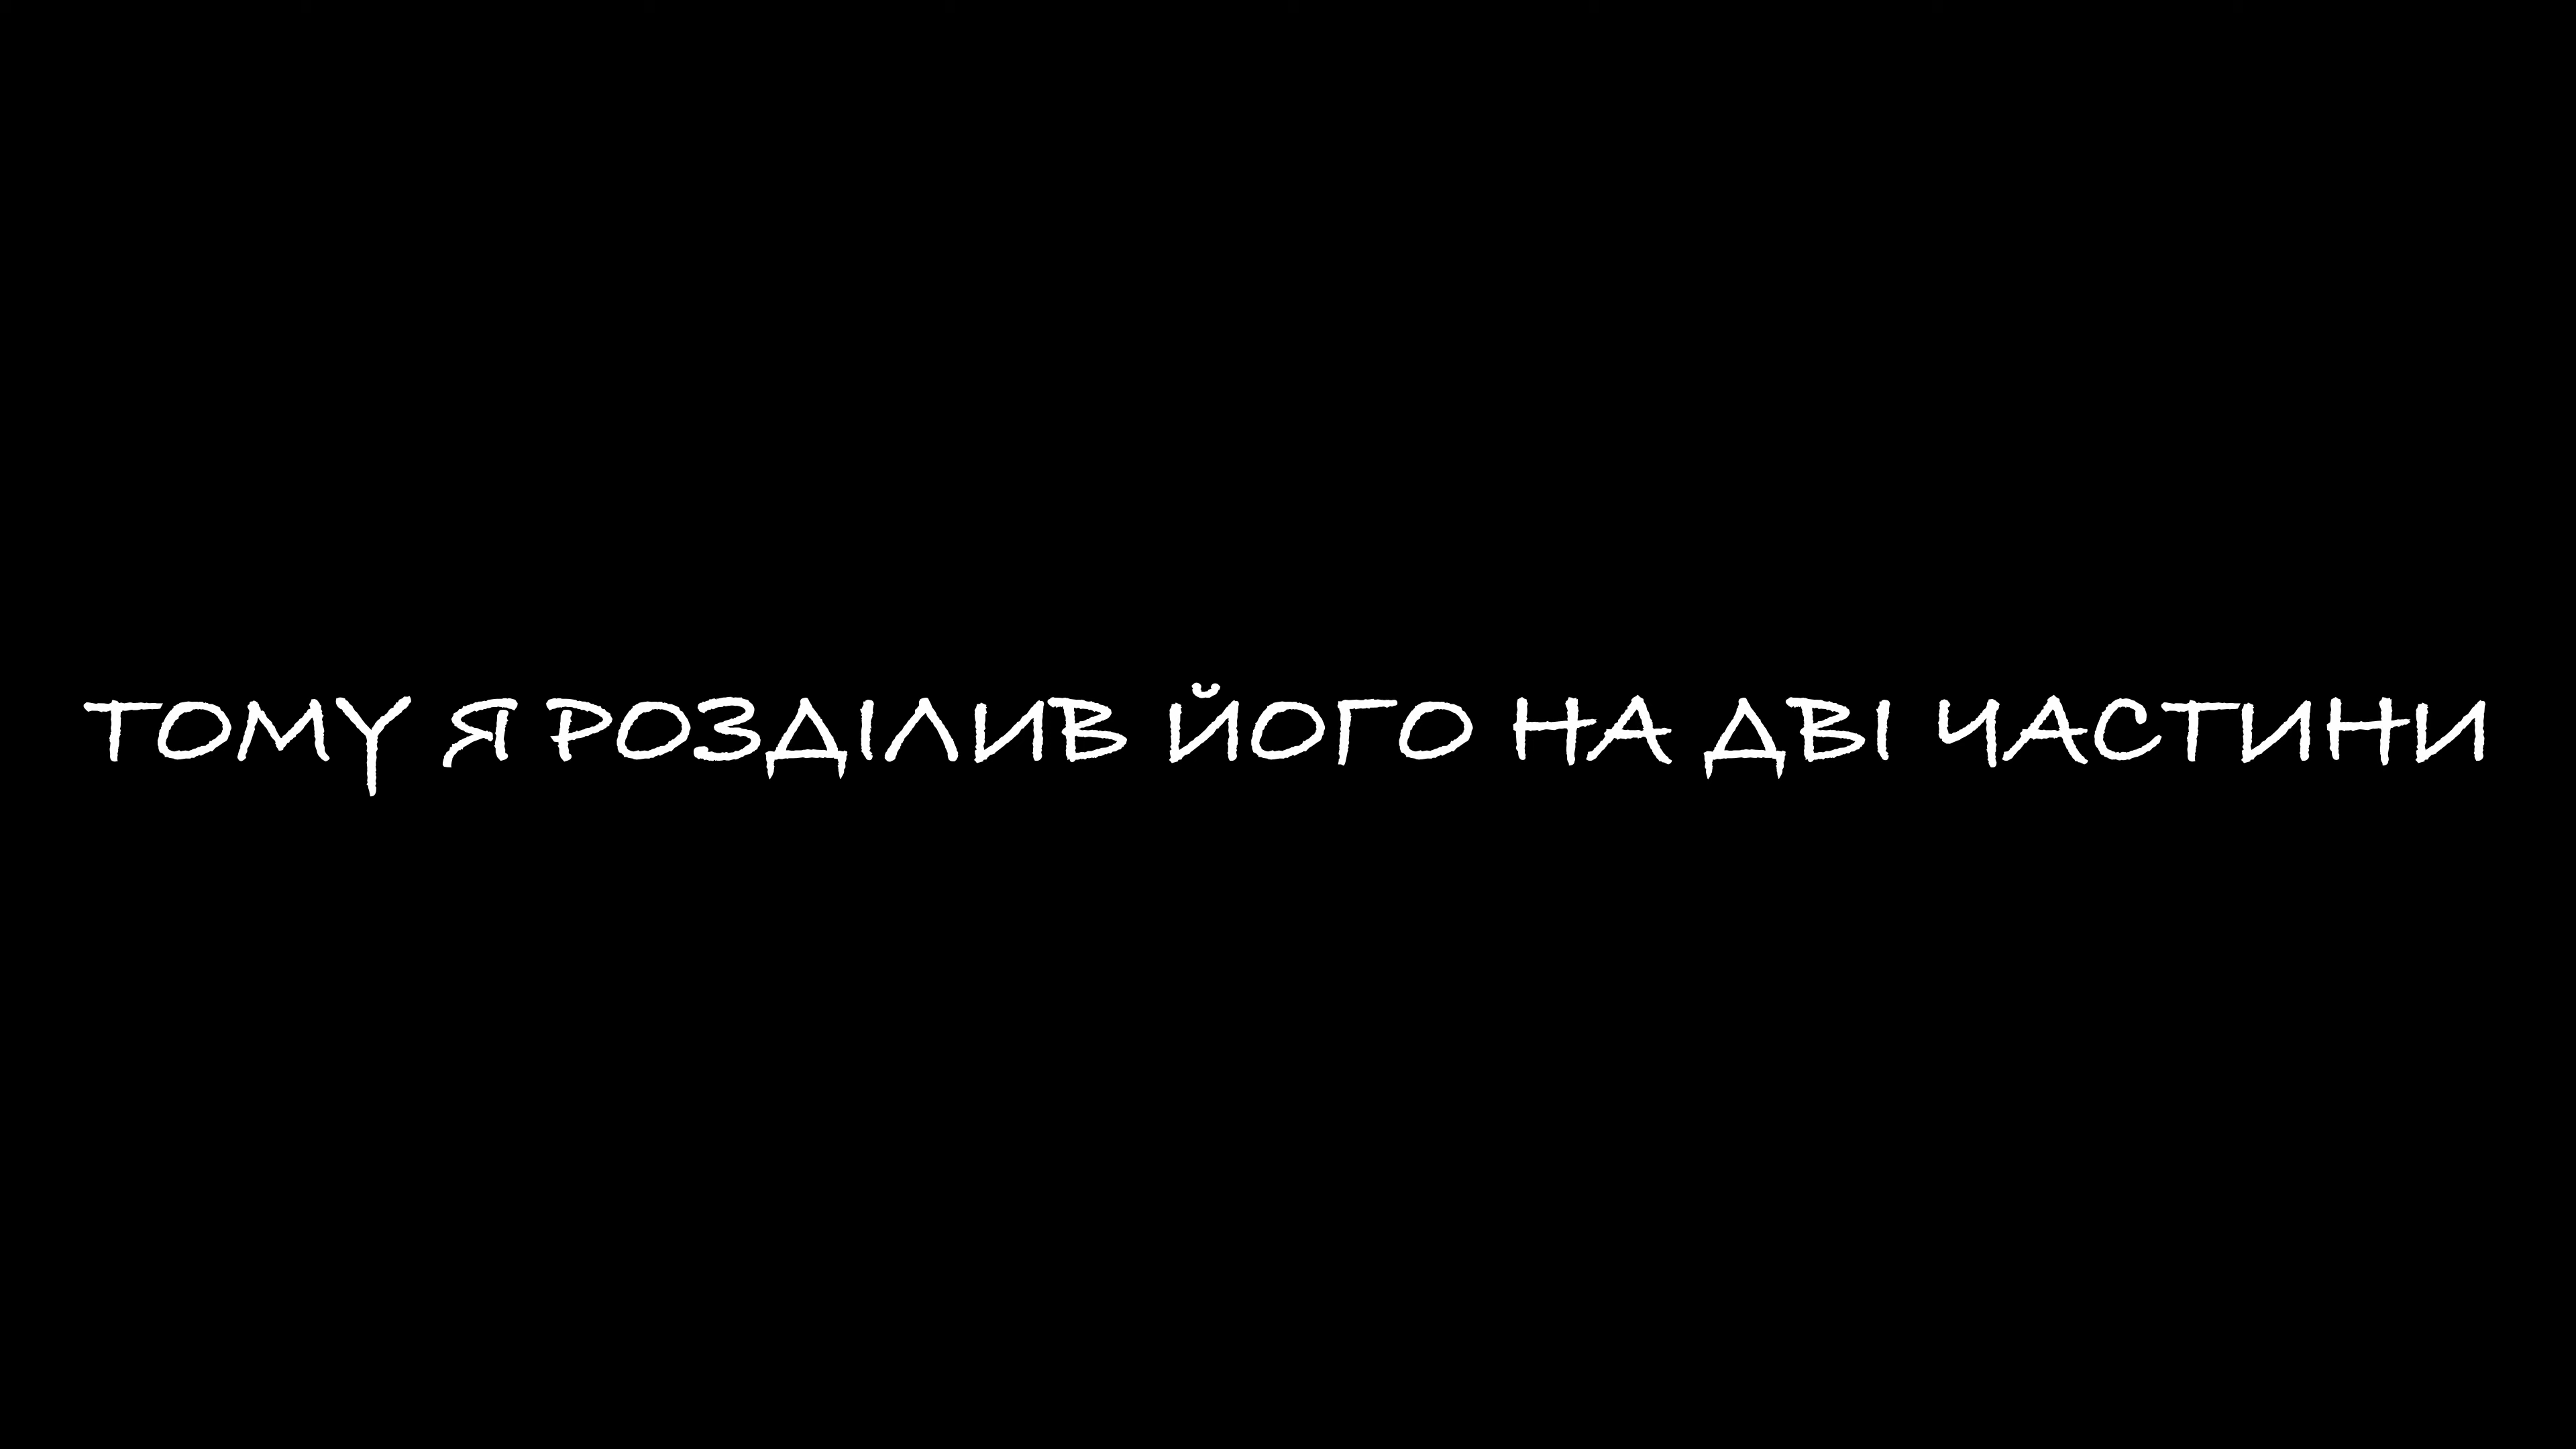 ТОМУ Я РОЗДІЛИВ ЙОГО НА ДВІ ЧАСТИНИ